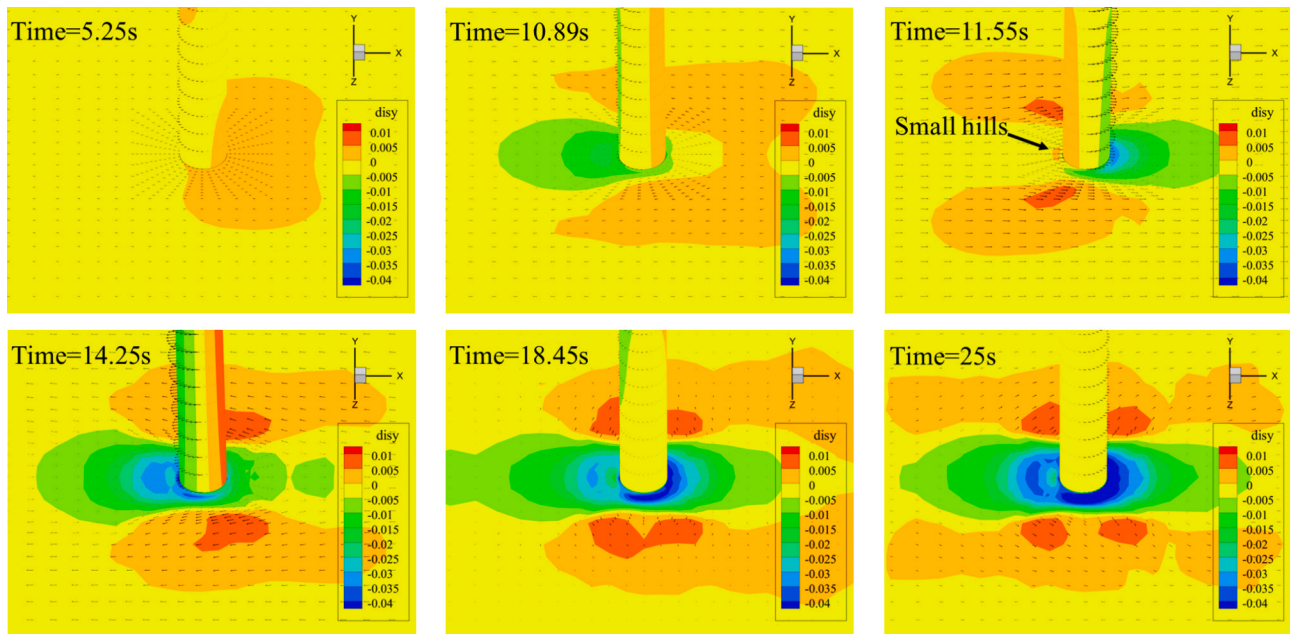 Time=5.25s
Y
X
Z
disy
0.01
0.005
0
-0.005
-0.01
-0.015
-0.02
-0.025
-0.03
-0.035
-0.04
Time=10.89s
Y
X
Z
disy
0.01
0.005
0
-0.005
-0.01
-0.015
-0.02
-0.025
-0.03
-0.035
-0.04
Time=11.55s
Y
X
Z
Small hills
disy
0.01
0.005
0
-0.005
-0.01
-0.015
-0.02
-0.025
-0.03
-0.035
-0.04
Time=14.25s
Y
X
Z
disy
0.01
0.005
0
-0.005
-0.01
-0.015
-0.02
-0.025
-0.03
-0.035
-0.04
Time=18.45s
Y
X
Z
disy
0.01
0.005
0
-0.005
-0.01
-0.015
-0.02
-0.025
-0.03
-0.035
-0.04
Time=25s
Y
X
Z
disy
0.01
0.005
0
-0.005
-0.01
-0.015
-0.02
-0.025
-0.03
-0.035
-0.04